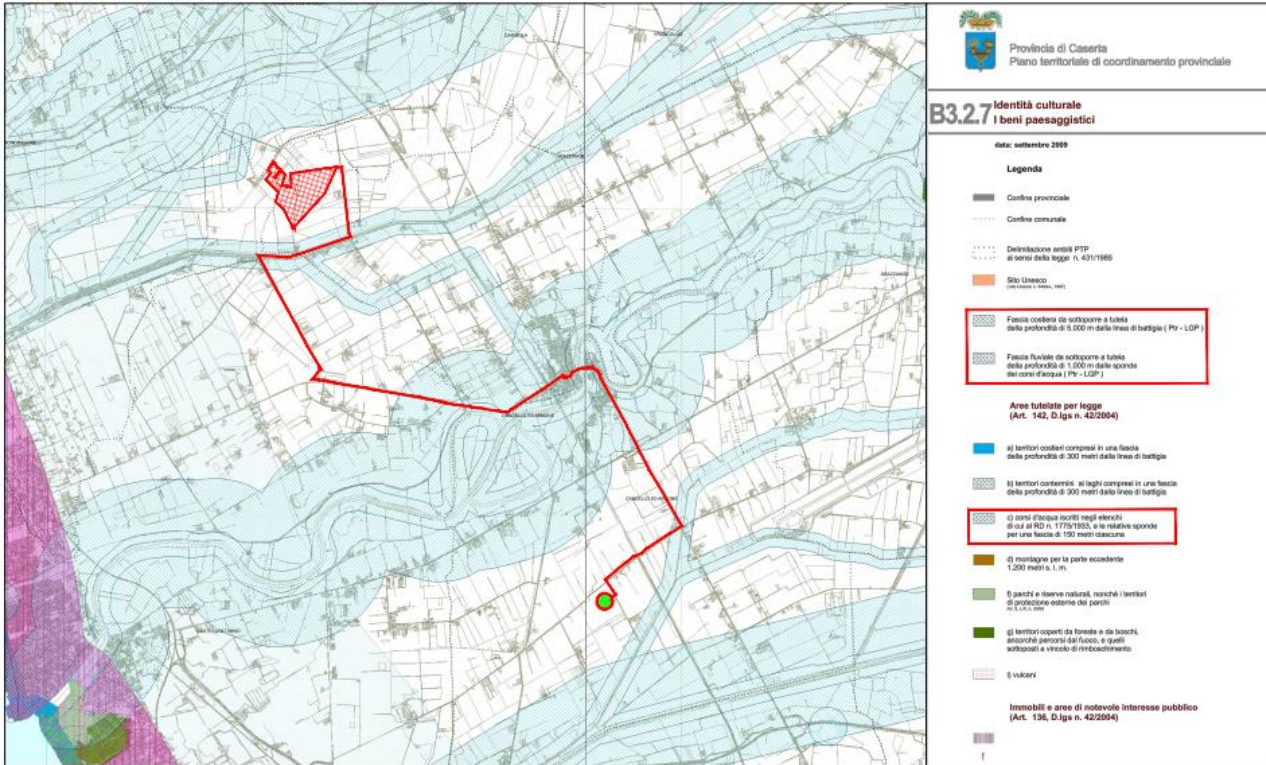 Provincia di Caserta
Piano territoriale di coordinamento provinciale
B3.2.7 Identità culturale
I beni paesaggistici
data: settembre 2009
Legenda
Confine provinciale
Confine comunale
Delimitazione ambiti PTP
ai sensi della legge n. 431/1985
Sito Unesco
Fascia costiera da sottoporre a tutela
della profondità di 5.000 m dalla linea di battigia ( Ptr - LGP )
Fascia fluviale da sottoporre a tutela
della profondità di 1.000 m dalle sponde
dei corsi d'acqua ( Ptr - LGP )
Aree tutelate per legge
(Art. 142, D.lgs n. 42/2004)
a) territori costieri compresi in una fascia
della profondità di 300 metri dalla linea di battigia
b) territori contermini ai laghi compresi in una fascia
della profondità di 300 metri dalla linea di battigia
c) corsi d'acqua iscritti negli elenchi
di cui al RD n. 1775/1933, e le relative sponde
per una fascia di 150 metri ciascuna
d) montagne per la parte eccedente
1.200 metri s. l. m.
f) parchi e riserve naturali, nonché i territori
di protezione esterna dei parchi
g) territori coperti da foreste e da boschi,
ancorché percorsi dal fuoco, e quelli
sottoposti a vincolo di rimboschimento
l) vulcani
Immobili e aree di notevole interesse pubblico
(Art. 136, D.lgs n. 42/2004)
f